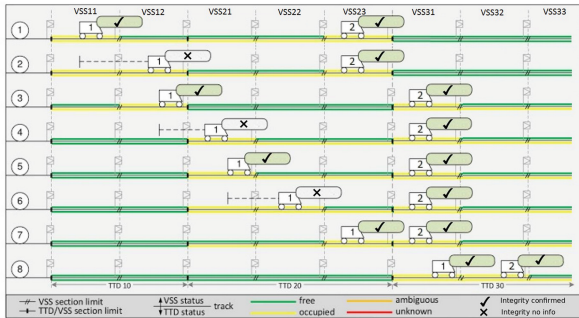 VSS11 VSS12 VSS21 VSS22 VSS23 VSS31 VSS32 VSS33
1 1 2
2 1 2
3 1 2
4 1 2
5 1 2
6 1 2
7 1 2
8 1 2
TTD 10 TTD 20 TTD 30
VSS section limit VSS status track free ambiguous Integrity confirmed
TTD/VSS section limit TTD status occupied unknown Integrity no info